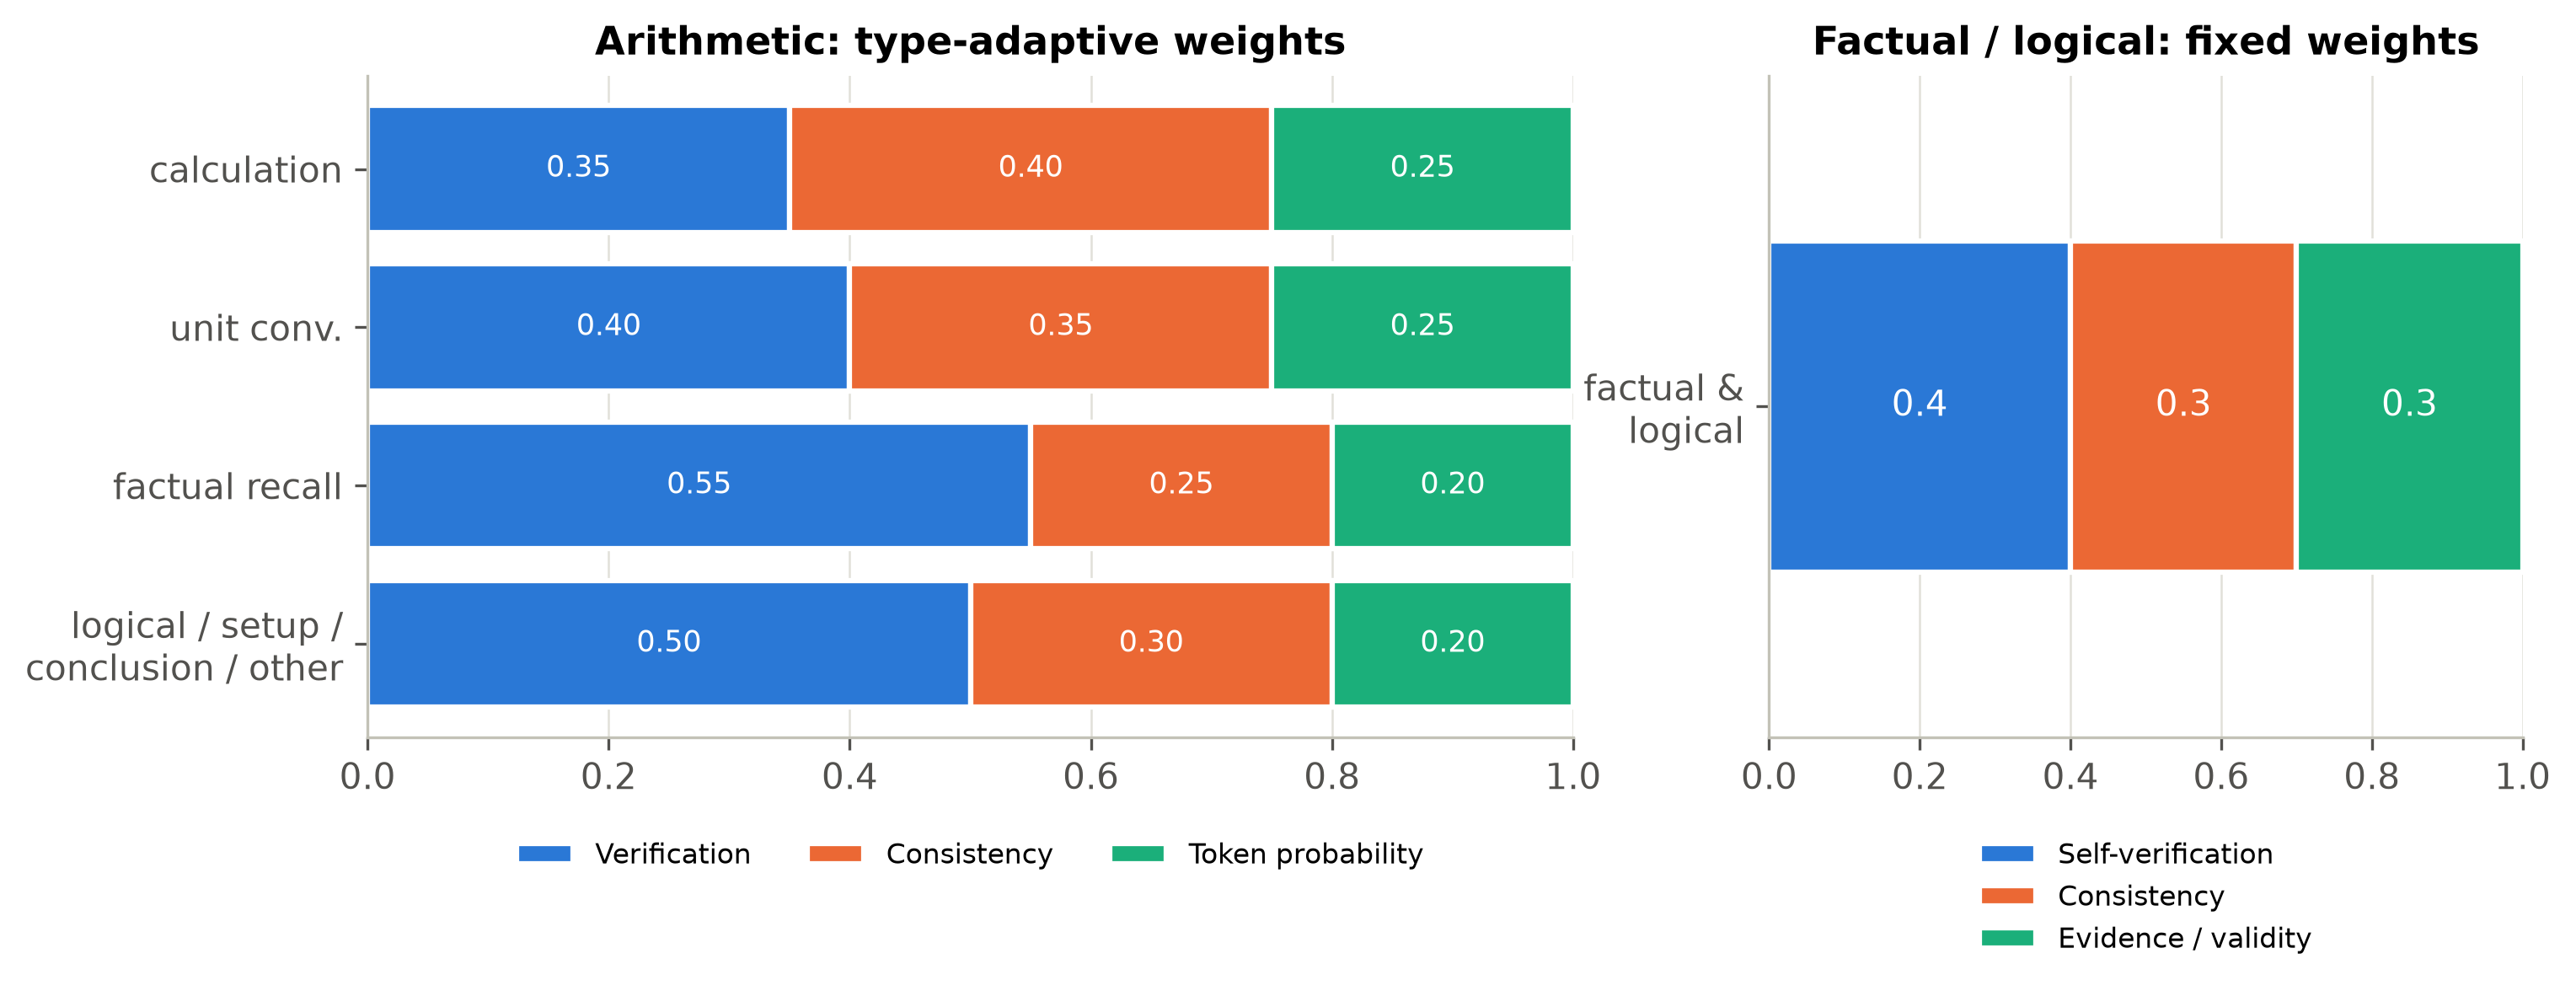 Arithmetic: type-adaptive weights
calculation
0.35 0.40 0.25
unit conv.
0.40 0.35 0.25
factual recall
0.55 0.25 0.20
logical / setup /
conclusion / other
0.50 0.30 0.20
0.0 0.2 0.4 0.6 0.8 1.0
Verification Consistency Token probability
Factual / logical: fixed weights
factual &
logical
0.4 0.3 0.3
0.0 0.2 0.4 0.6 0.8 1.0
Self-verification
Consistency
Evidence / validity